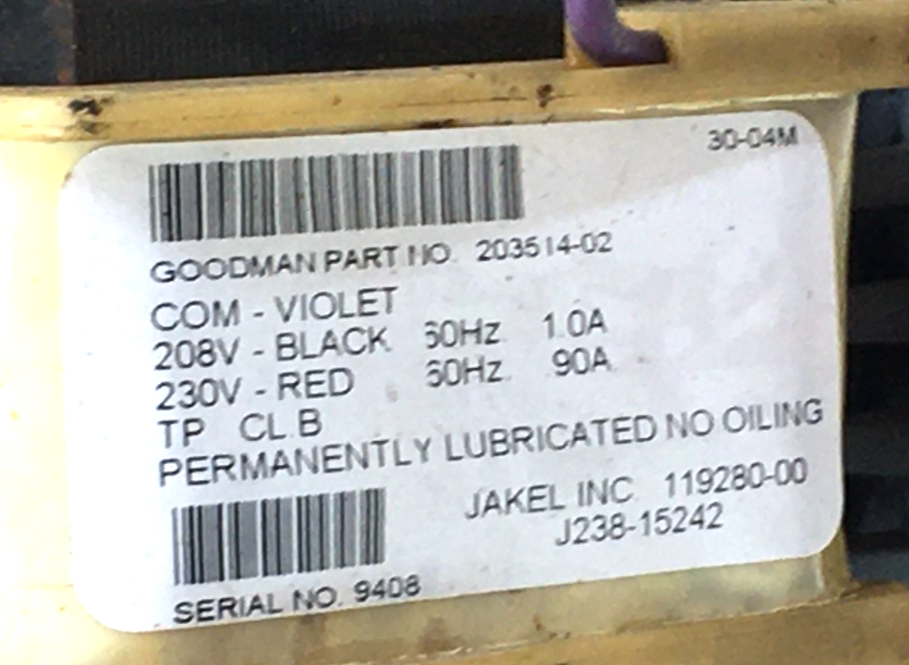 30-04M
GOODMAN PART NO. 203514-02
COM - VIOLET
208V - BLACK 60Hz. 1.0A
230V - RED 60Hz. .90A
TP CL.B
PERMANENTLY LUBRICATED NO OILING
JAKEL INC 119280-00
J238-15242
SERIAL NO. 9408